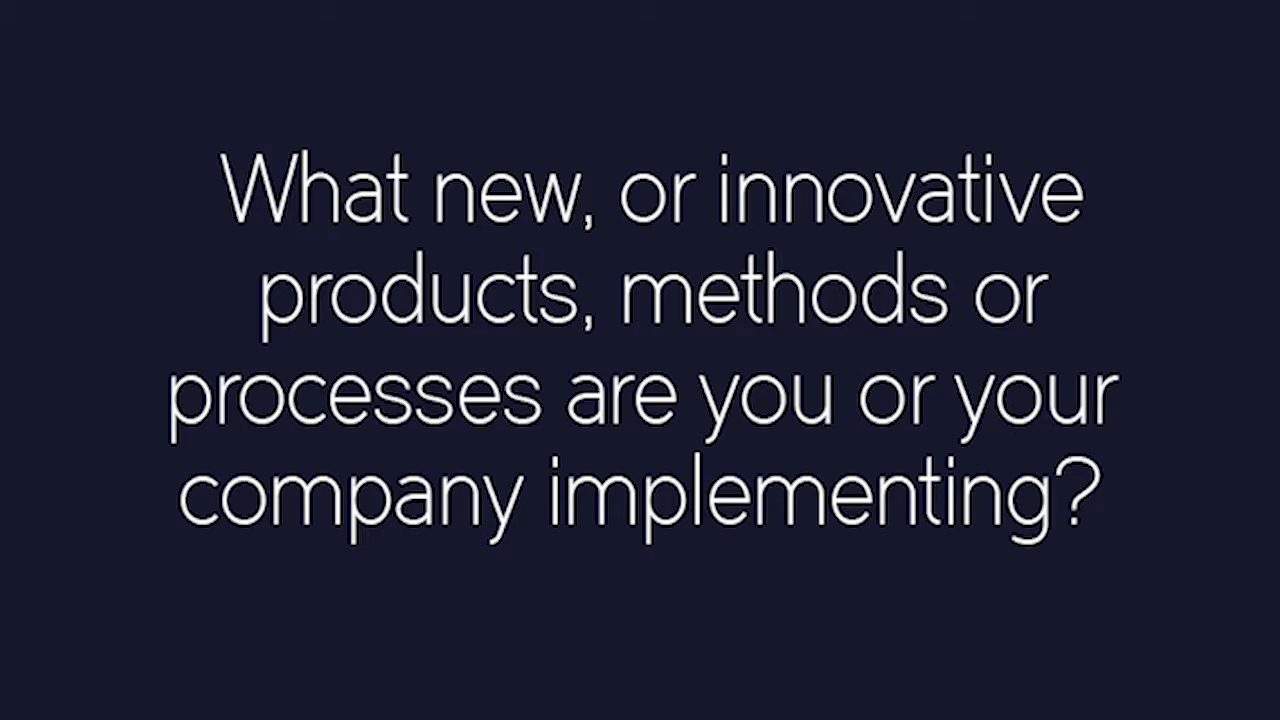 What new, or innovative
products, methods or
processes are you or your
company implementing?